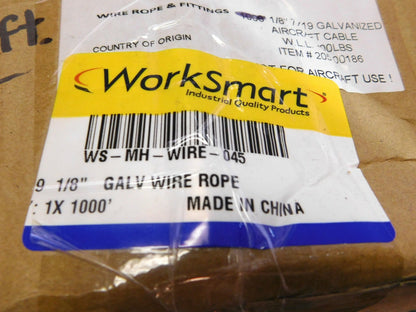 ft.
WIRE ROPE & FITTINGS 1/8" 7/19 GALVANIZED
AIRCRAFT CABLE
COUNTRY OF ORIGIN
ITEM #
FOR AIRCRAFT USE !
WorkSmart
Industrial Quality Products
WS-MH-WIRE-045
9 1/8" GALV WIRE ROPE
: 1X 1000' MADE IN CHINA